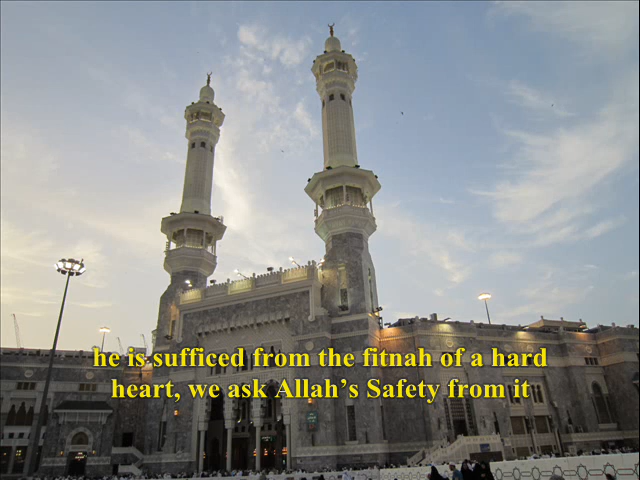 he is sufficed from the fitnah of a hard
heart, we ask Allah’s Safety from it